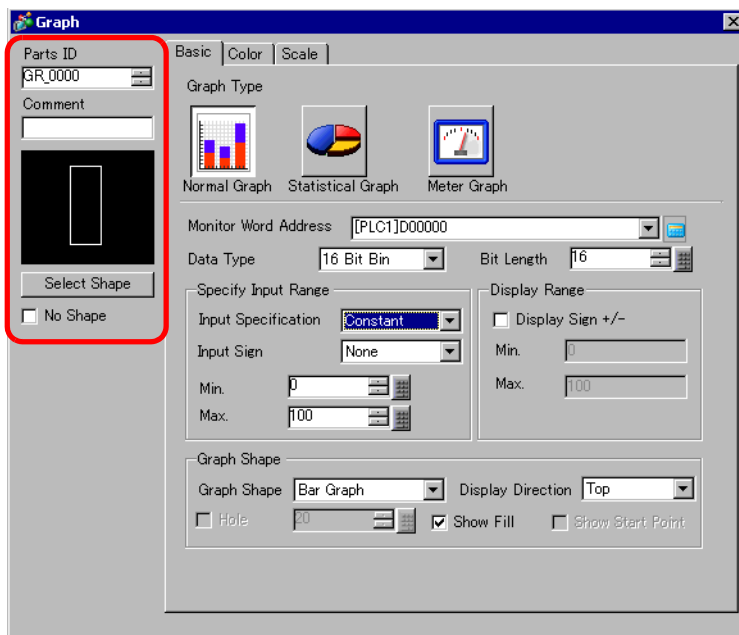 Graph
Parts ID
GR_0000
Comment
Select Shape
No Shape
Basic Color Scale
Graph Type
Normal Graph Statistical Graph Meter Graph
Monitor Word Address [PLC1]D00000
Data Type 16 Bit Bin Bit Length 16
Specify Input Range Display Range
Input Specification Constant Display Sign +/-
Input Sign None Min. 0
Min. 0 Max. 100
Max. 100
Graph Shape
Graph Shape Bar Graph Display Direction Top
Hole 20 Show Fill Show Start Point